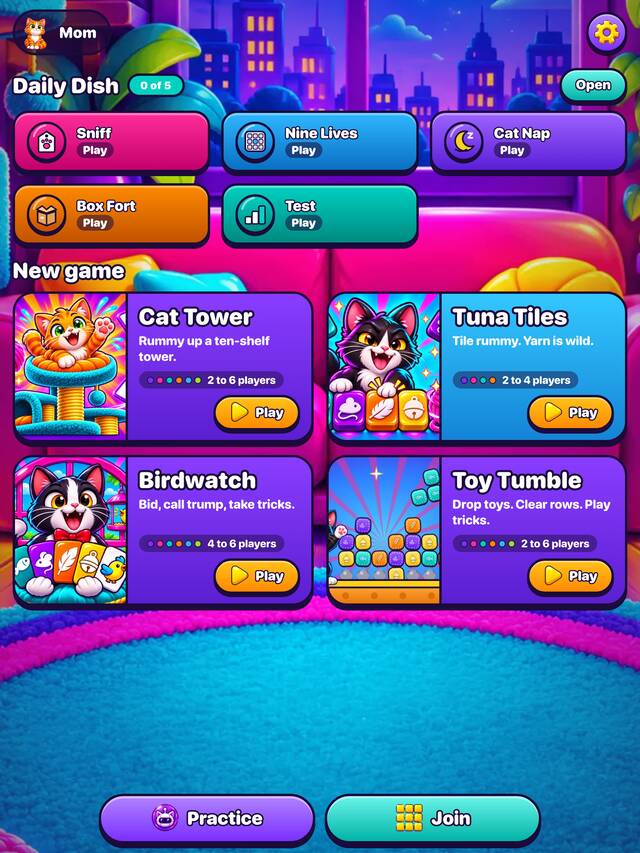 Mom
Daily Dish
0 of 5
Open
Sniff
Play
Nine Lives
Play
Cat Nap
Play
Box Fort
Play
Test
Play
New game
Cat Tower
Rummy up a ten-shelf
tower.
2 to 6 players
Play
Tuna Tiles
Tile rummy. Yarn is wild.
2 to 4 players
Play
Birdwatch
Bid, call trump, take tricks.
4 to 6 players
Play
Toy Tumble
Drop toys. Clear rows. Play
tricks.
2 to 6 players
Play
Practice
Join